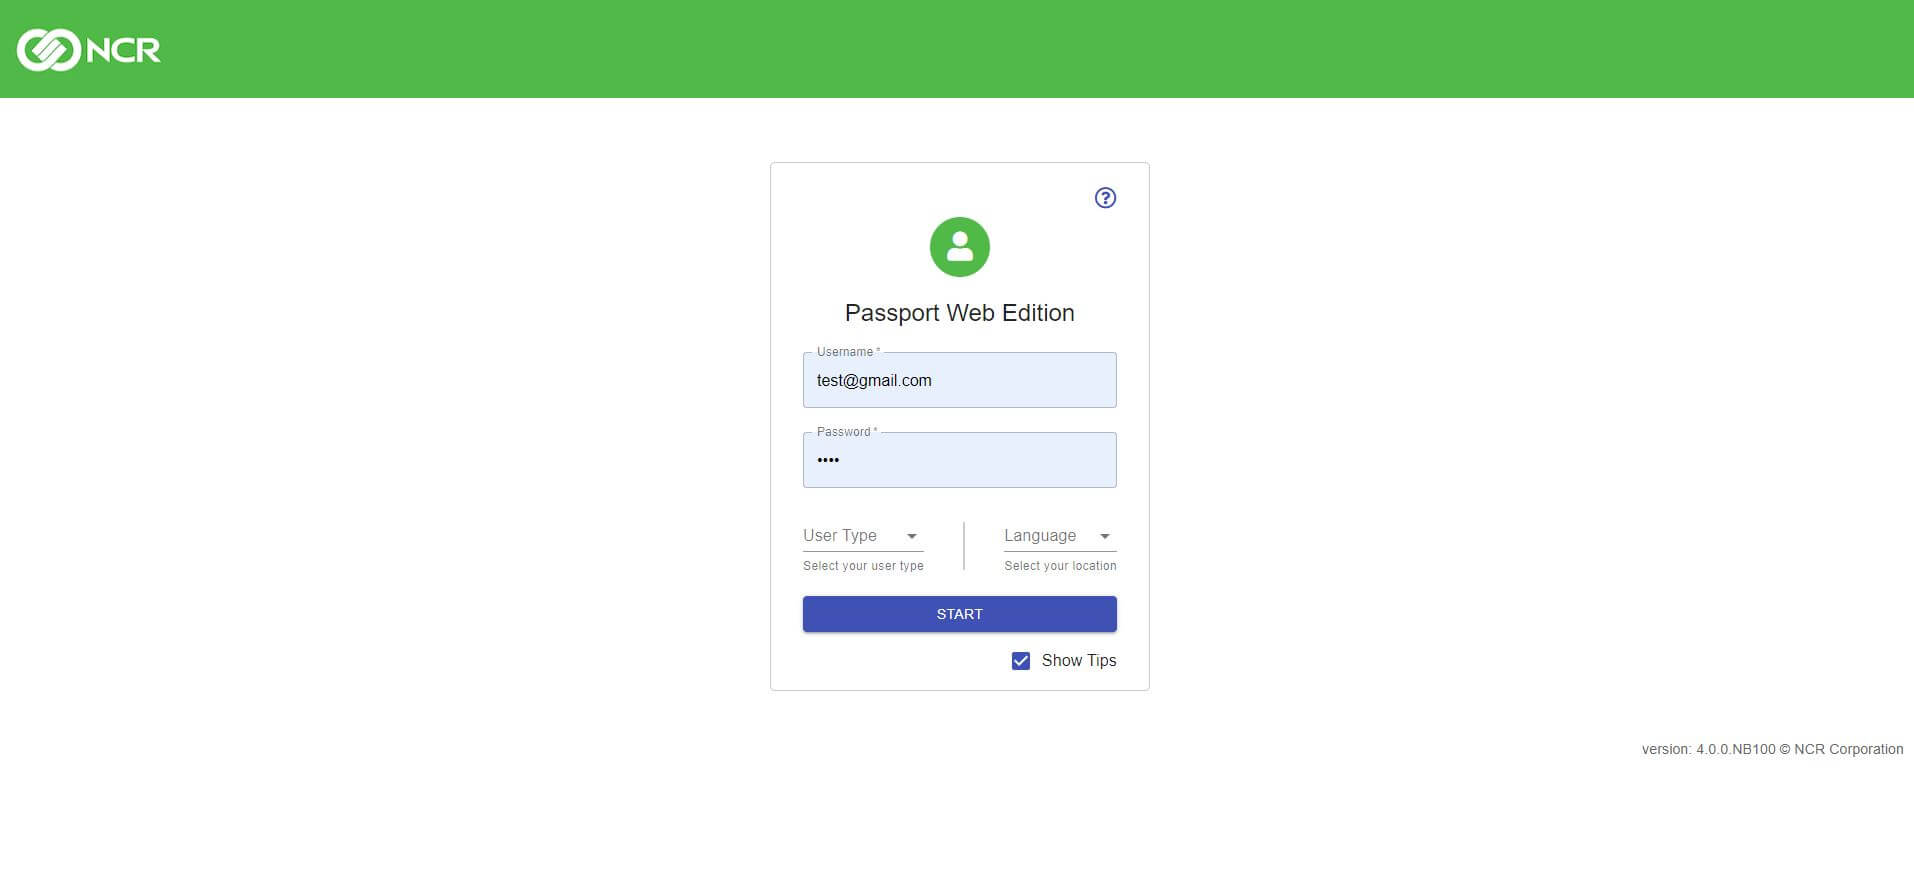 NCR
Passport Web Edition
Username *
test@gmail.com
Password *
••••
User Type
Language
Select your user type
Select your location
START
Show Tips
version: 4.0.0.NB100 © NCR Corporation